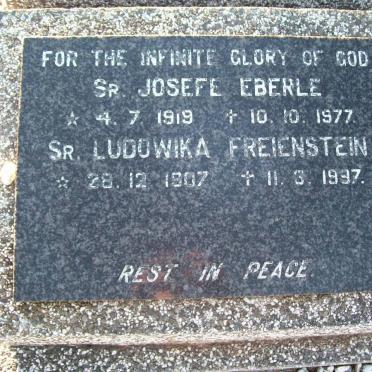 FOR THE INFINITE GLORY OF GOD
SR. JOSEFE EBERLE
☆ 4. 7. 1919 ✝ 10. 10. 1977
SR. LUDOWIKA FREIENSTEIN
☆ 28. 12. 1907 ✝ 11. 3. 1997.
REST IN PEACE.